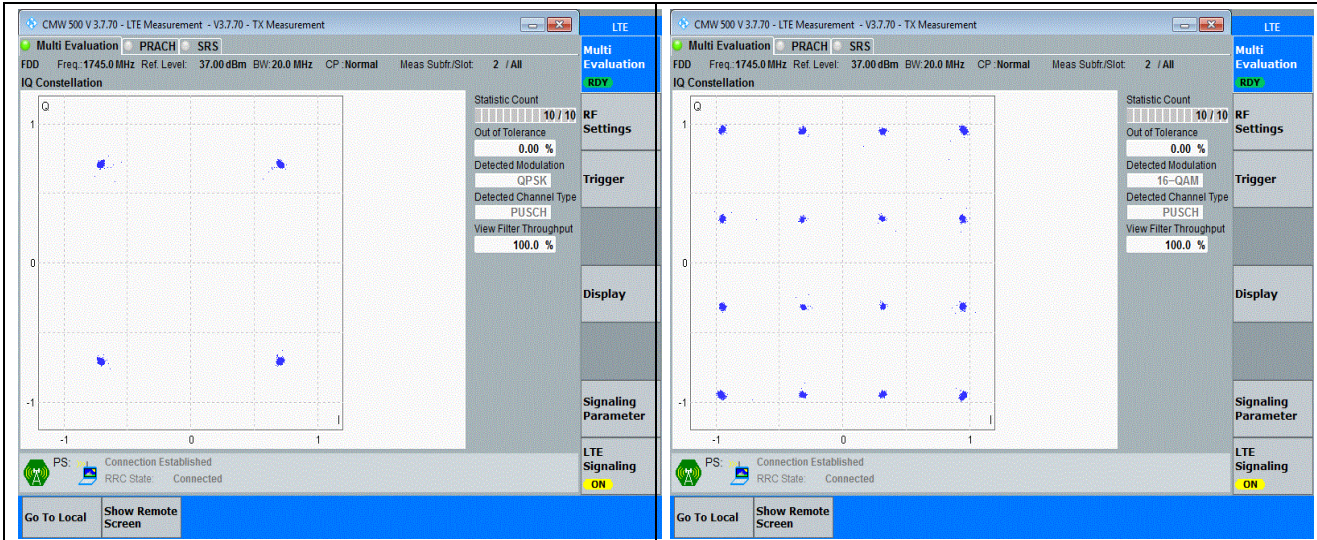 CMW 500 V 3.7.70 - LTE Measurement - V3.7.70 - TX Measurement
LTE
Multi Evaluation PRACH SRS
Multi
Evaluation
RDY
FDD Freq.:1745.0 MHz Ref. Level: 37.00 dBm BW:20.0 MHz CP :Normal Meas Subfr./Slot: 2 / All
IQ Constellation
Q
1
0
-1
I
-1 0 1
Statistic Count
10 / 10
Out of Tolerance
0.00 %
Detected Modulation
QPSK
Detected Channel Type
PUSCH
View Filter Throughput
100.0 %
RF
Settings
Trigger
Display
Signaling
Parameter
LTE
Signaling
ON
PS: Connection Established
RRC State: Connected
Go To Local
Show Remote
Screen
CMW 500 V 3.7.70 - LTE Measurement - V3.7.70 - TX Measurement
LTE
Multi Evaluation PRACH SRS
Multi
Evaluation
RDY
FDD Freq.:1745.0 MHz Ref. Level: 37.00 dBm BW:20.0 MHz CP :Normal Meas Subfr./Slot: 2 / All
IQ Constellation
Q
1
0
-1
I
-1 0 1
Statistic Count
10 / 10
Out of Tolerance
0.00 %
Detected Modulation
16-QAM
Detected Channel Type
PUSCH
View Filter Throughput
100.0 %
RF
Settings
Trigger
Display
Signaling
Parameter
LTE
Signaling
ON
PS: Connection Established
RRC State: Connected
Go To Local
Show Remote
Screen